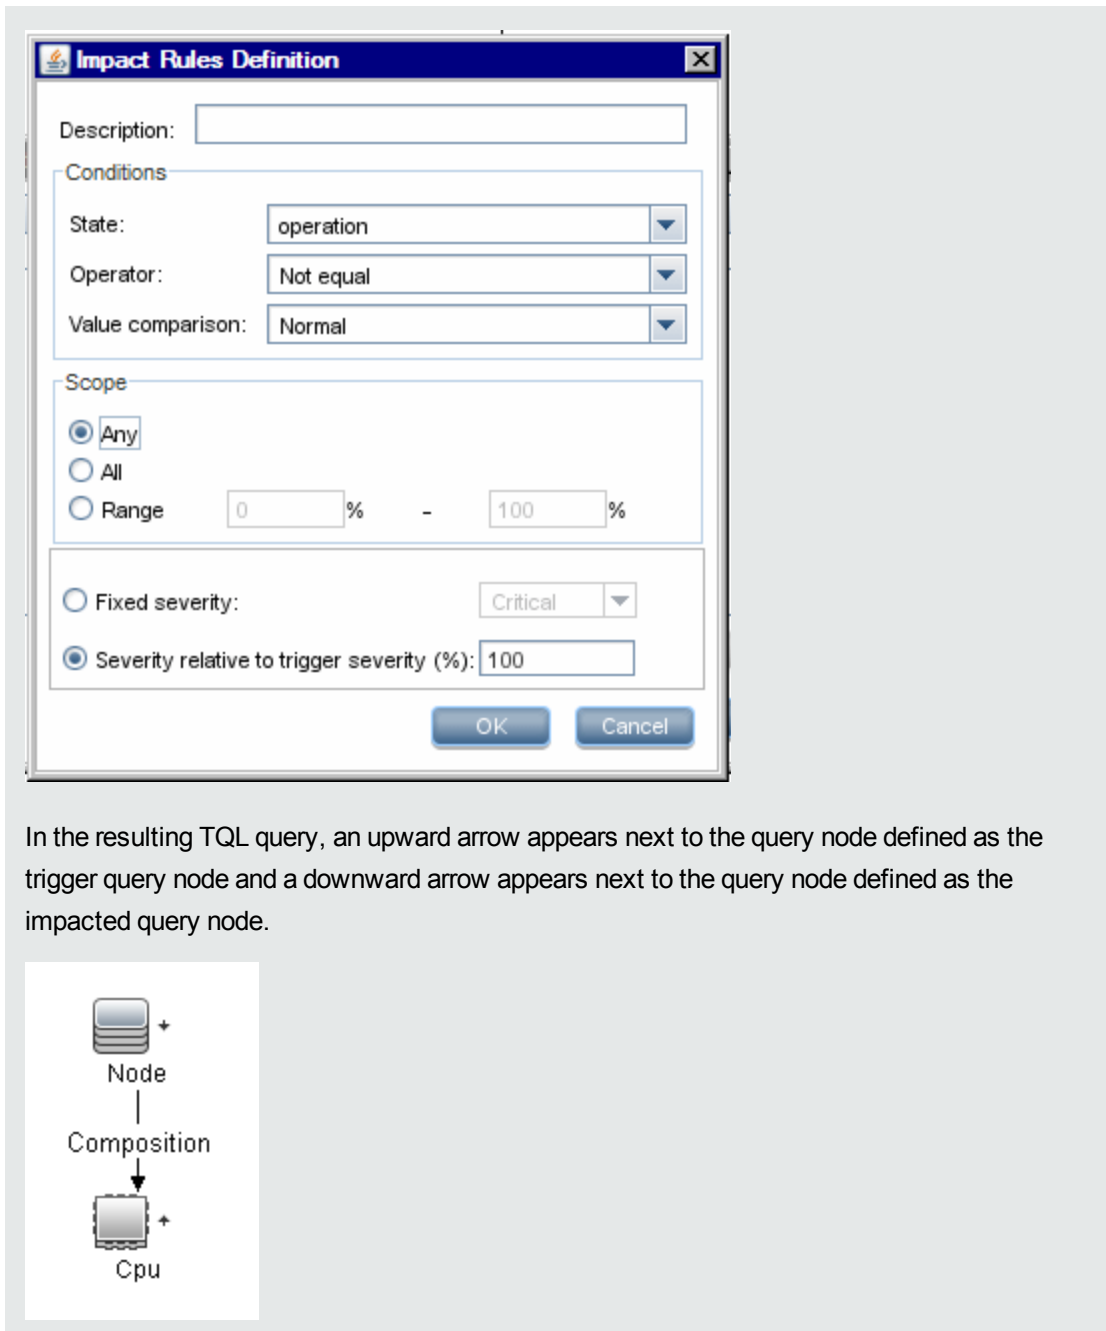 Impact Rules Definition
Description:
Conditions
State: operation
Operator: Not equal
Value comparison: Normal
Scope
Any
All
Range 0 % - 100 %
Fixed severity: Critical
Severity relative to trigger severity (%): 100
OK Cancel
In the resulting TQL query, an upward arrow appears next to the query node defined as the
trigger query node and a downward arrow appears next to the query node defined as the
impacted query node.
Node
Composition
Cpu